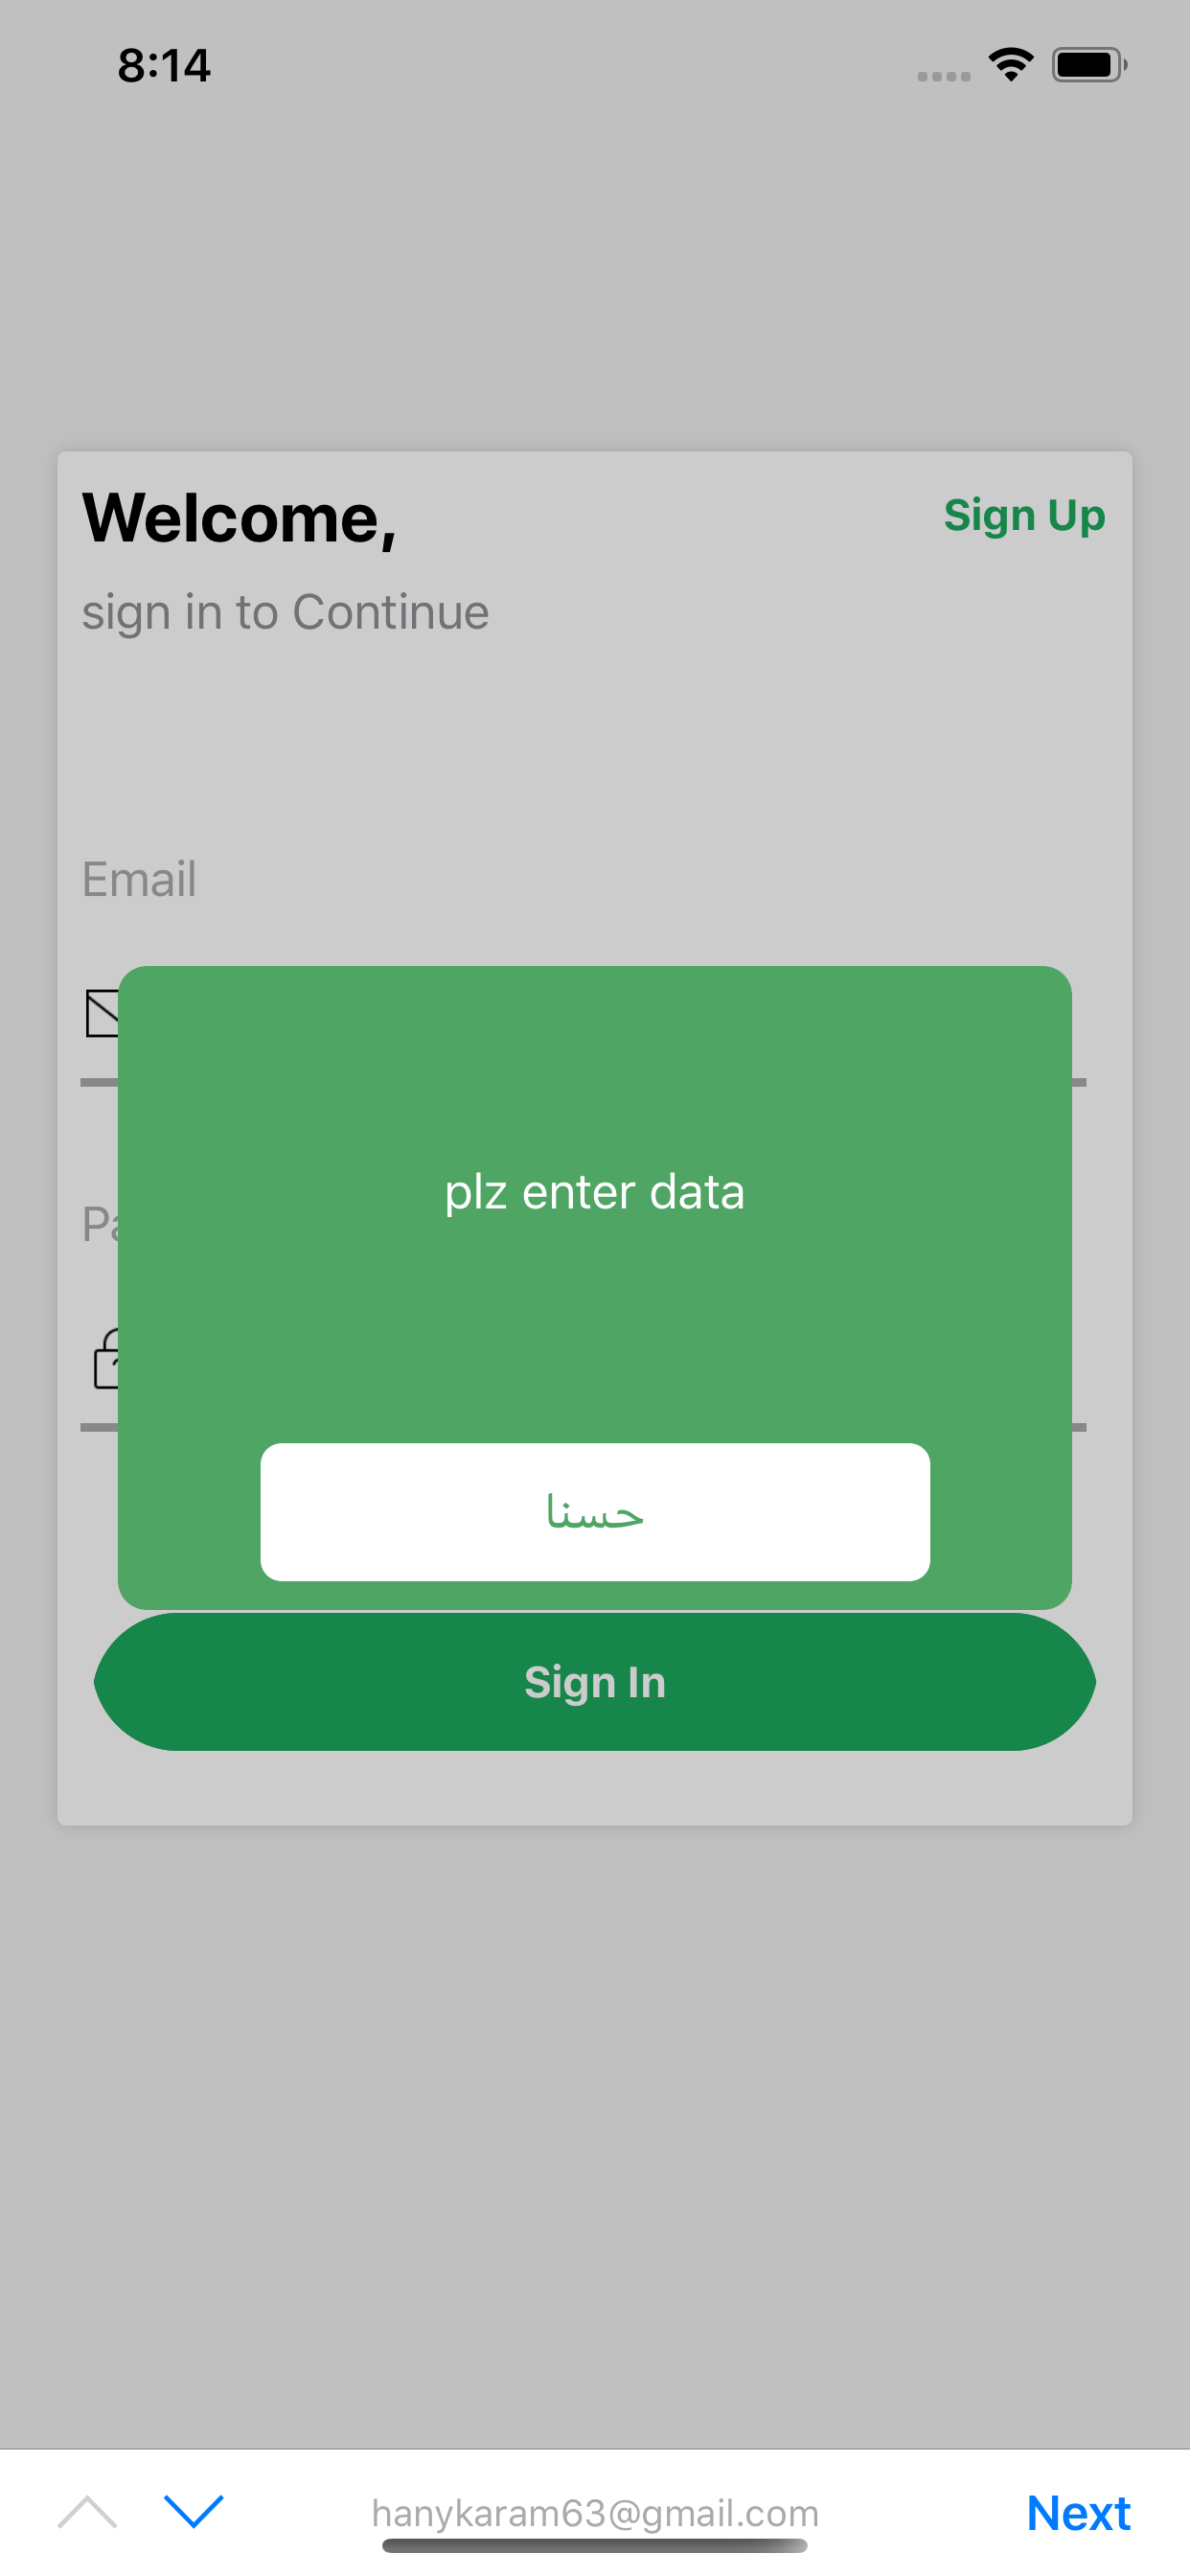 8:14
Welcome,
Sign Up
sign in to Continue
Email
plz enter data
حسنا
Sign In
hanykaram63@gmail.com
Next